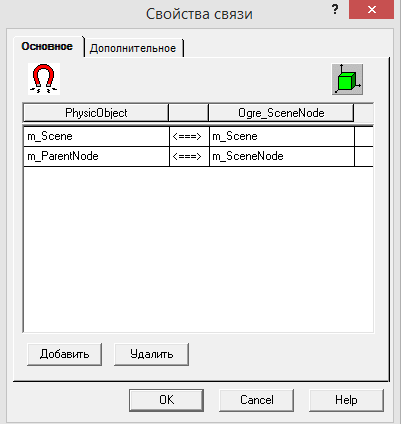 Свойства связи ?
Основное Дополнительное
PhysicObject Ogre_SceneNode
m_Scene <===> m_Scene
m_ParentNode <===> m_SceneNode
Добавить Удалить
OK Cancel Help